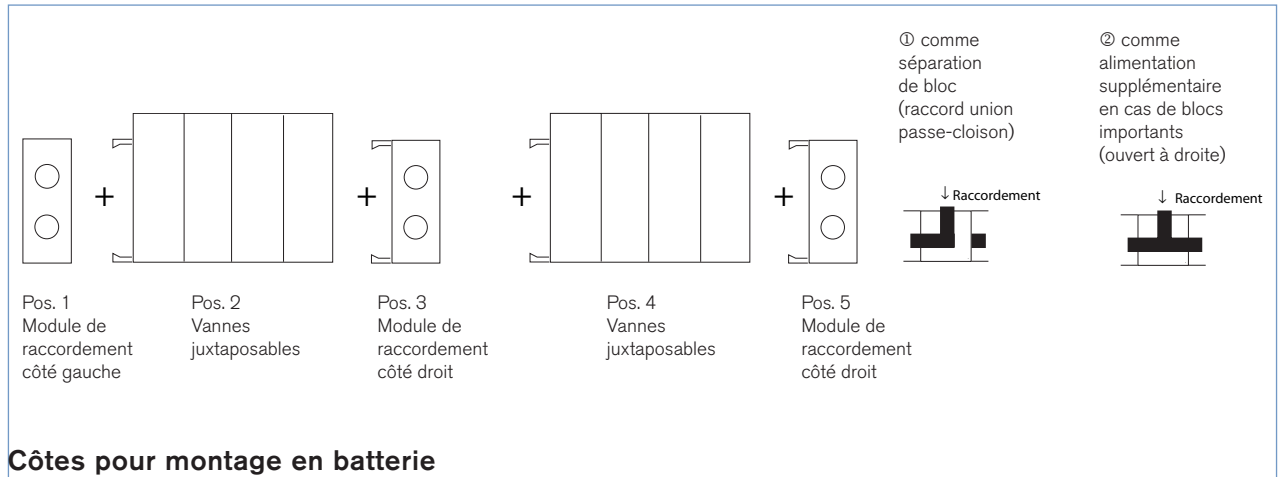 ① comme
séparation
de bloc
(raccord union
passe-cloison)
② comme
alimentation
supplémentaire
en cas de blocs
importants
(ouvert à droite)
+
+
+
+
↓ Raccordement
↓ Raccordement
Pos. 1
Module de
raccordement
côté gauche
Pos. 2
Vannes
juxtaposables
Pos. 3
Module de
raccordement
côté droit
Pos. 4
Vannes
juxtaposables
Pos. 5
Module de
raccordement
côté droit
Côtes pour montage en batterie